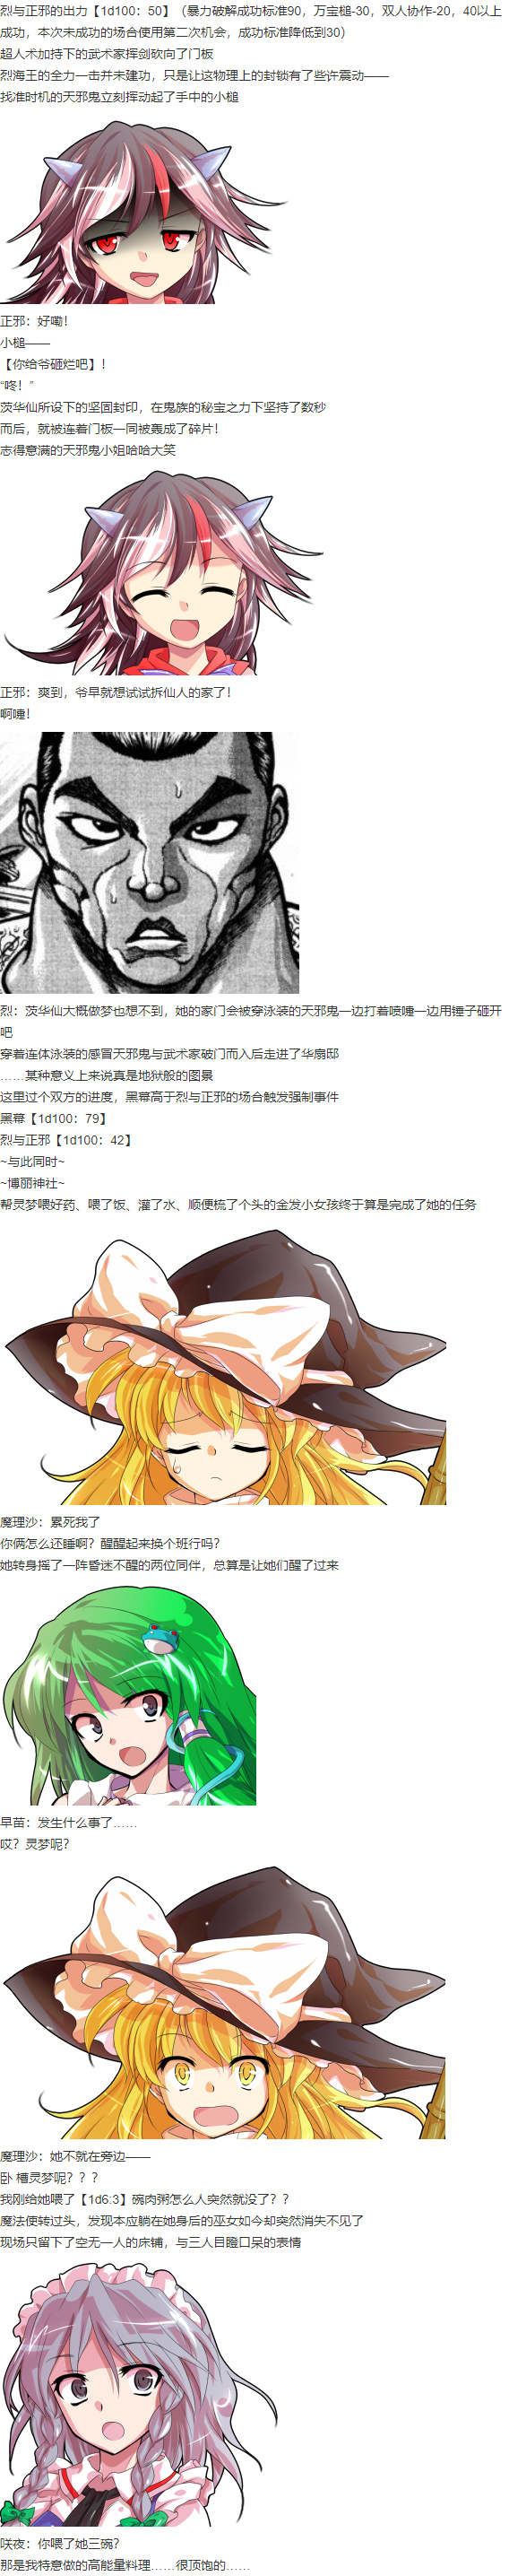 烈与正邪的出力【1d100：50】（暴力破解成功标准90，万宝槌-30，双人协作-20，40以上
成功，本次未成功的场合使用第二次机会，成功标准降低到30）
超人术加持下的武术家挥剑砍向了门板
烈海王的全力一击并未建功，只是让这物理上的封锁有了些许震动——
找准时机的天邪鬼立刻挥动起了手中的小槌
正邪：好嘞！
小槌——
【你给爷砸烂吧】！
“咚！”
茨华仙所设下的坚固封印，在鬼族的秘宝之力下坚持了数秒
而后，就被连着门板一同被轰成了碎片！
志得意满的天邪鬼小姐哈哈大笑
正邪：爽到，爷早就想试试拆仙人的家了！
啊嚏！
烈：茨华仙大概做梦也想不到，她的家门会被穿泳装的天邪鬼一边打着喷嚏一边用锤子砸开
吧
穿着连体泳装的感冒天邪鬼与武术家破门而入后走进了华扇邸
……某种意义上来说真是地狱般的图景
这里过个双方的进度，黑幕高于烈与正邪的场合触发强制事件
黑幕【1d100：79】
烈与正邪【1d100：42】
~与此同时~
~博丽神社~
帮灵梦喂好药、喂了饭、灌了水、顺便梳了个头的金发小女孩终于算是完成了她的任务
魔理沙：累死我了
你俩怎么还睡啊？醒醒起来换个班行吗？
她转身摇了一阵昏迷不醒的两位同伴，总算是让她们醒了过来
早苗：发生什么事了……
哎？灵梦呢？
魔理沙：她不就在旁边——
卧 槽灵梦呢？？？
我刚给她喂了【1d6:3】碗肉粥怎么人突然就没了？？
魔法使转过头，发现本应躺在她身后的巫女如今却突然消失不见了
现场只留下了空无一人的床铺，与三人目瞪口呆的表情
咲夜：你喂了她三碗？
那是我特意做的高能量料理……很顶饱的……